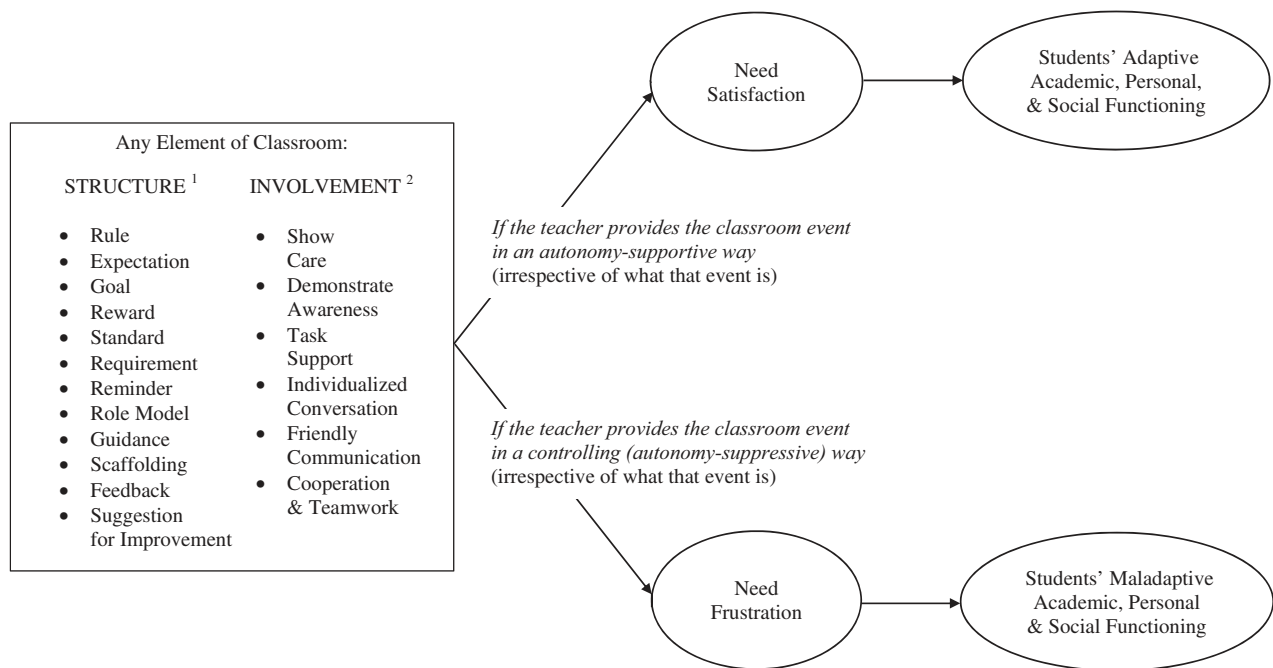 Any Element of Classroom:
STRUCTURE 1
• Rule
• Expectation
• Goal
• Reward
• Standard
• Requirement
• Reminder
• Role Model
• Guidance
• Scaffolding
• Feedback
• Suggestion
for Improvement
INVOLVEMENT 2
• Show
Care
• Demonstrate
Awareness
• Task
Support
• Individualized
Conversation
• Friendly
Communication
• Cooperation
& Teamwork
If the teacher provides the classroom event
in an autonomy-supportive way
(irrespective of what that event is)
Need
Satisfaction
Students’ Adaptive
Academic, Personal,
& Social Functioning
If the teacher provides the classroom event
in a controlling (autonomy-suppressive) way
(irrespective of what that event is)
Need
Frustration
Students’ Maladaptive
Academic, Personal
& Social Functioning